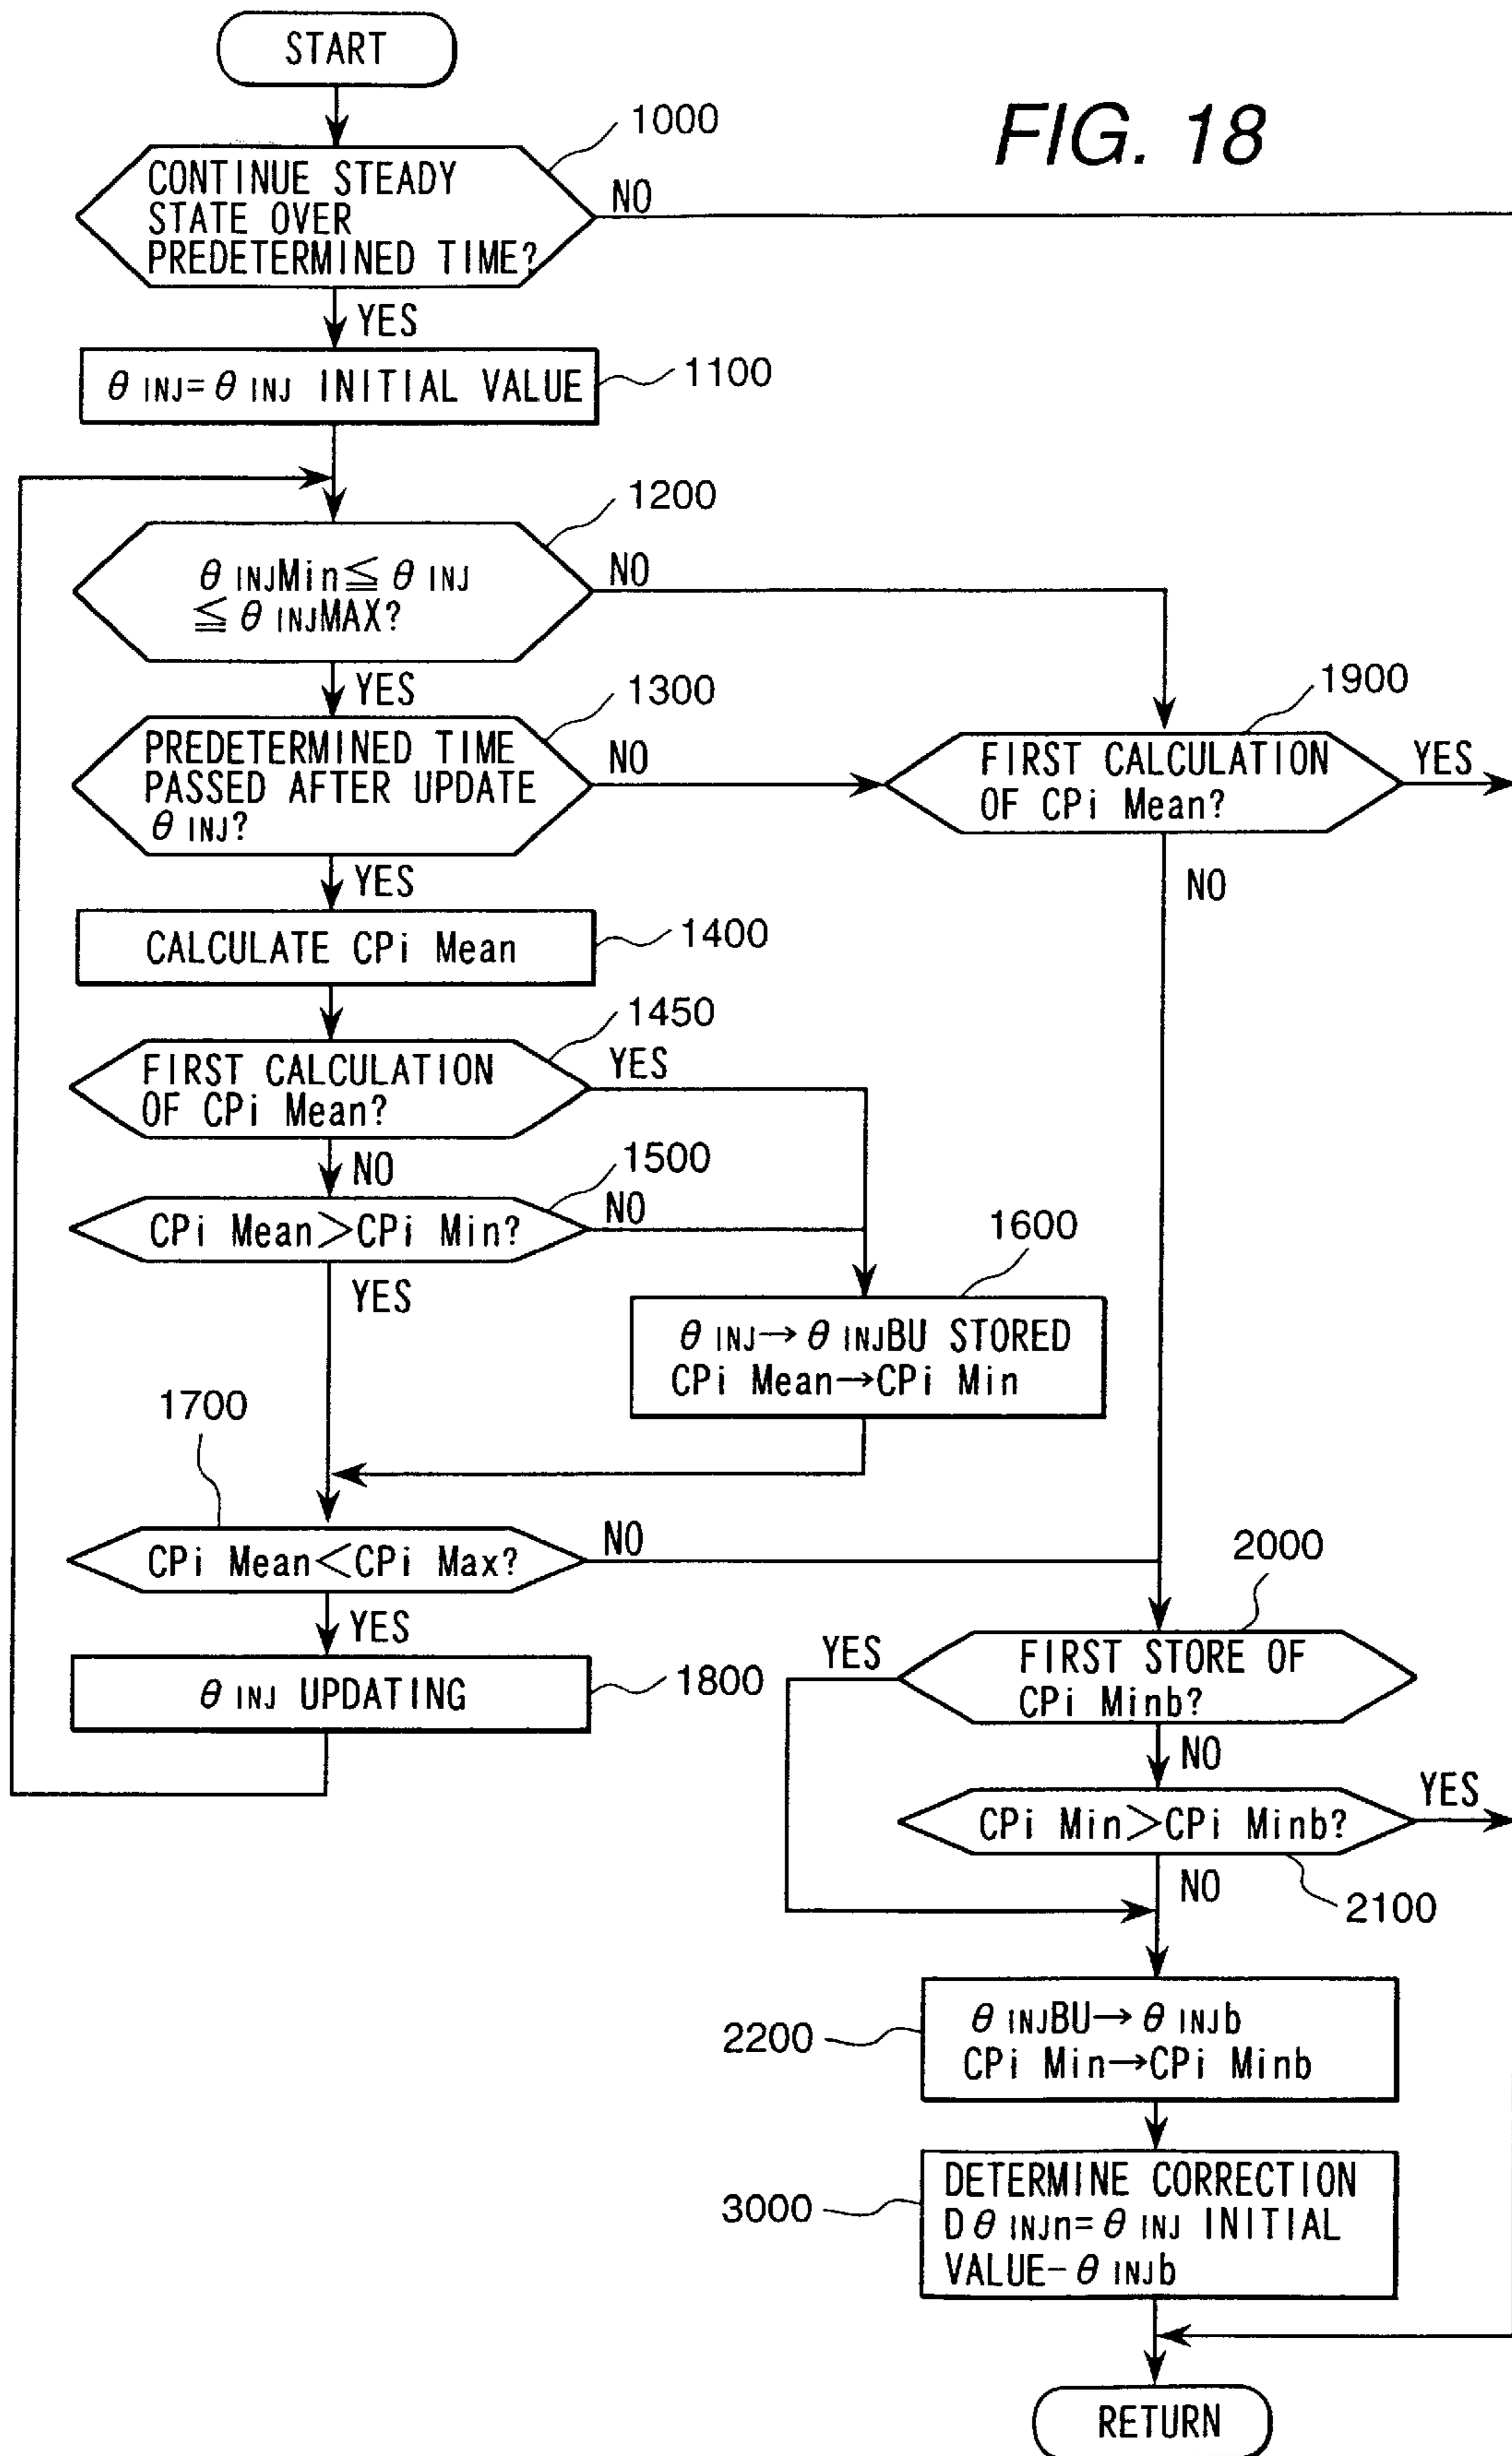 START
FIG. 18
1000
CONTINUE STEADY
STATE OVER
PREDETERMINED TIME?
NO
YES
θ INJ=θ INJ INITIAL VALUE
1100
1200
θ INJMin≦θ INJ
≦θ INJMAX?
NO
YES
1300
PREDETERMINED TIME
PASSED AFTER UPDATE
θ INJ?
NO
1900
FIRST CALCULATION
OF CPi Mean?
YES
NO
YES
CALCULATE CPi Mean
1400
1450
FIRST CALCULATION
OF CPi Mean?
YES
NO
1500
CPi Mean>CPi Min?
NO
YES
1600
θ INJ→θ INJBU STORED
CPi Mean→CPi Min
1700
CPi Mean<CPi Max?
NO
YES
θ INJ UPDATING
1800
2000
FIRST STORE OF
CPi Minb?
YES
NO
CPi Min>CPi Minb?
YES
NO
2100
2200
θ INJBU→θ INJb
CPi Min→CPi Minb
3000
DETERMINE CORRECTION
Dθ INJn=θ INJ INITIAL
VALUE-θ INJb
RETURN